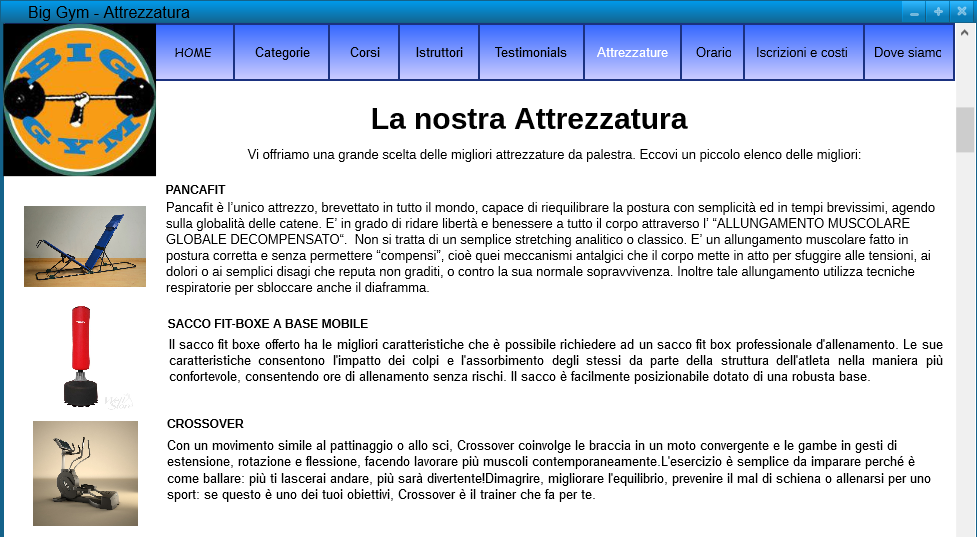 Big Gym - Attrezzatura
BIG
GYM
HOME Categorie Corsi Istruttori Testimonials Attrezzature Orario Iscrizioni e costi Dove siamo
La nostra Attrezzatura
Vi offriamo una grande scelta delle migliori attrezzature da palestra. Eccovi un piccolo elenco delle migliori:
PANCAFIT
Pancafit è l'unico attrezzo, brevettato in tutto il mondo, capace di riequilibrare la postura con semplicità ed in tempi brevissimi, agendo
sulla globalità delle catene. E' in grado di ridare libertà e benessere a tutto il corpo attraverso l' “ALLUNGAMENTO MUSCOLARE
GLOBALE DECOMPENSATO“. Non si tratta di un semplice stretching analitico o classico. E' un allungamento muscolare fatto in
postura corretta e senza permettere “compensi”, cioè quei meccanismi antalgici che il corpo mette in atto per sfuggire alle tensioni, ai
dolori o ai semplici disagi che reputa non graditi, o contro la sua normale sopravvivenza. Inoltre tale allungamento utilizza tecniche
respiratorie per sbloccare anche il diaframma.
SACCO FIT-BOXE A BASE MOBILE
Il sacco fit boxe offerto ha le migliori caratteristiche che è possibile richiedere ad un sacco fit box professionale d'allenamento. Le sue
caratteristiche consentono l'impatto dei colpi e l'assorbimento degli stessi da parte della struttura dell'atleta nella maniera più
confortevole, consentendo ore di allenamento senza rischi. Il sacco è facilmente posizionabile dotato di una robusta base.
CROSSOVER
Con un movimento simile al pattinaggio o allo sci, Crossover coinvolge le braccia in un moto convergente e le gambe in gesti di
estensione, rotazione e flessione, facendo lavorare più muscoli contemporaneamente.L'esercizio è semplice da imparare perché è
come ballare: più ti lascerai andare, più sarà divertente!Dimagrire, migliorare l'equilibrio, prevenire il mal di schiena o allenarsi per uno
sport: se questo è uno dei tuoi obiettivi, Crossover è il trainer che fa per te.